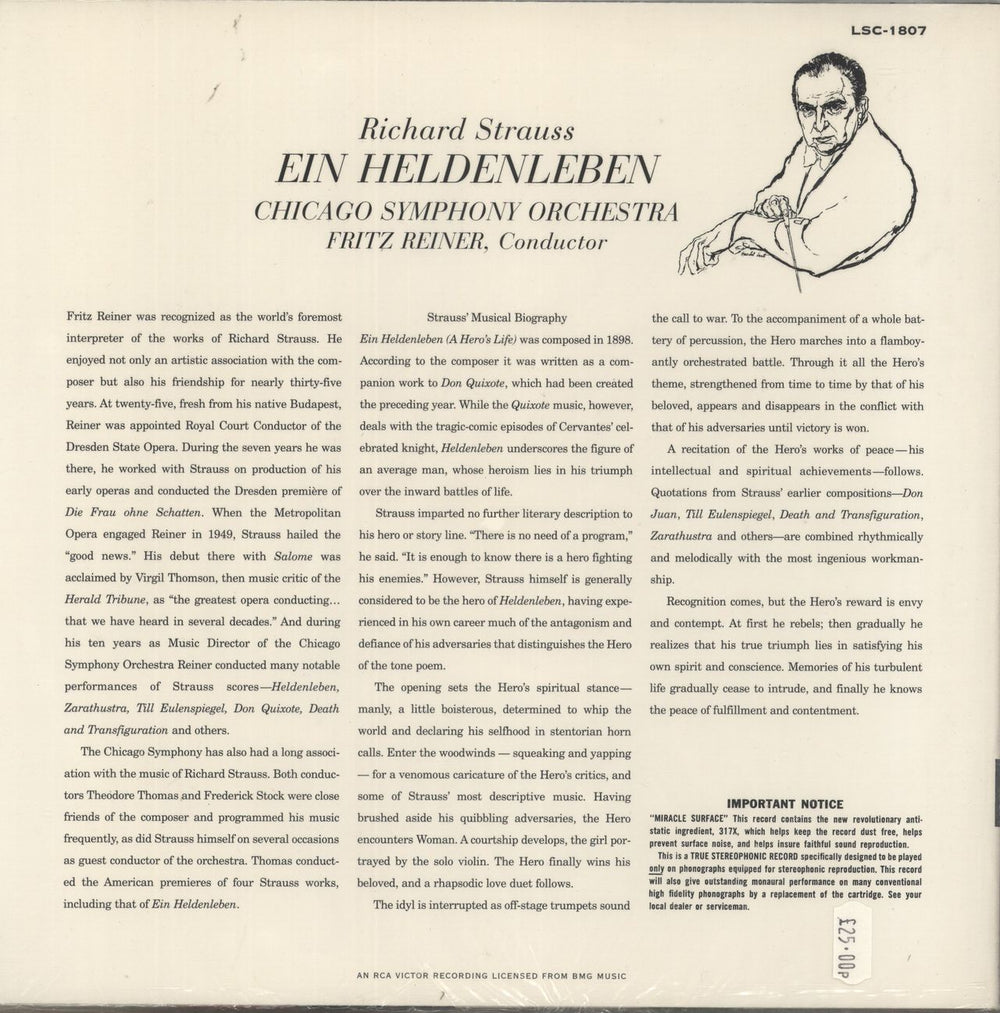 LSC-1807
Richard Strauss
EIN HELDENLEBEN
CHICAGO SYMPHONY ORCHESTRA
FRITZ REINER, Conductor
Fritz Reiner was recognized as the world's foremost
interpreter of the works of Richard Strauss. He
enjoyed not only an artistic association with the com-
poser but also his friendship for nearly thirty-five
years. At twenty-five, fresh from his native Budapest,
Reiner was appointed Royal Court Conductor of the
Dresden State Opera. During the seven years he was
there, he worked with Strauss on production of his
early operas and conducted the Dresden première of
Die Frau ohne Schatten. When the Metropolitan
Opera engaged Reiner in 1949, Strauss hailed the
“good news.” His debut there with Salome was
acclaimed by Virgil Thomson, then music critic of the
Herald Tribune, as “the greatest opera conducting...
that we have heard in several decades.” And during
his ten years as Music Director of the Chicago
Symphony Orchestra Reiner conducted many notable
performances of Strauss scores—Heldenleben,
Zarathustra, Till Eulenspiegel, Don Quixote, Death
and Transfiguration and others.
The Chicago Symphony has also had a long associ-
ation with the music of Richard Strauss. Both conduc-
tors Theodore Thomas and Frederick Stock were close
friends of the composer and programmed his music
frequently, as did Strauss himself on several occasions
as guest conductor of the orchestra. Thomas conduct-
ed the American premieres of four Strauss works,
including that of Ein Heldenleben.
Strauss' Musical Biography
Ein Heldenleben (A Hero's Life) was composed in 1898.
According to the composer it was written as a com-
panion work to Don Quixote, which had been created
the preceding year. While the Quixote music, however,
deals with the tragic-comic episodes of Cervantes' cel-
ebrated knight, Heldenleben underscores the figure of
an average man, whose heroism lies in his triumph
over the inward battles of life.
Strauss imparted no further literary description to
his hero or story line. “There is no need of a program,”
he said. “It is enough to know there is a hero fighting
his enemies.” However, Strauss himself is generally
considered to be the hero of Heldenleben, having expe-
rienced in his own career much of the antagonism and
defiance of his adversaries that distinguishes the Hero
of the tone poem.
The opening sets the Hero's spiritual stance—
manly, a little boisterous, determined to whip the
world and declaring his selfhood in stentorian horn
calls. Enter the woodwinds — squeaking and yapping
— for a venomous caricature of the Hero's critics, and
some of Strauss' most descriptive music. Having
brushed aside his quibbling adversaries, the Hero
encounters Woman. A courtship develops, the girl por-
trayed by the solo violin. The Hero finally wins his
beloved, and a rhapsodic love duet follows.
The idyl is interrupted as off-stage trumpets sound
the call to war. To the accompaniment of a whole bat-
tery of percussion, the Hero marches into a flamboy-
antly orchestrated battle. Through it all the Hero's
theme, strengthened from time to time by that of his
beloved, appears and disappears in the conflict with
that of his adversaries until victory is won.
A recitation of the Hero's works of peace—his
intellectual and spiritual achievements—follows.
Quotations from Strauss' earlier compositions—Don
Juan, Till Eulenspiegel, Death and Transfiguration,
Zarathustra and others—are combined rhythmically
and melodically with the most ingenious workman-
ship.
Recognition comes, but the Hero's reward is envy
and contempt. At first he rebels; then gradually he
realizes that his true triumph lies in satisfying his
own spirit and conscience. Memories of his turbulent
life gradually cease to intrude, and finally he knows
the peace of fulfillment and contentment.
IMPORTANT NOTICE
"MIRACLE SURFACE" This record contains the new revolutionary anti-
static ingredient, 317X, which helps keep the record dust free, helps
prevent surface noise, and helps insure faithful sound reproduction.
This is a TRUE STEREOPHONIC RECORD specifically designed to be played
only on phonographs equipped for stereophonic reproduction. This record
will also give outstanding monaural performance on many conventional
high fidelity phonographs by a replacement of the cartridge. See your
local dealer or serviceman.
£25.00p
AN RCA VICTOR RECORDING LICENSED FROM BMG MUSIC